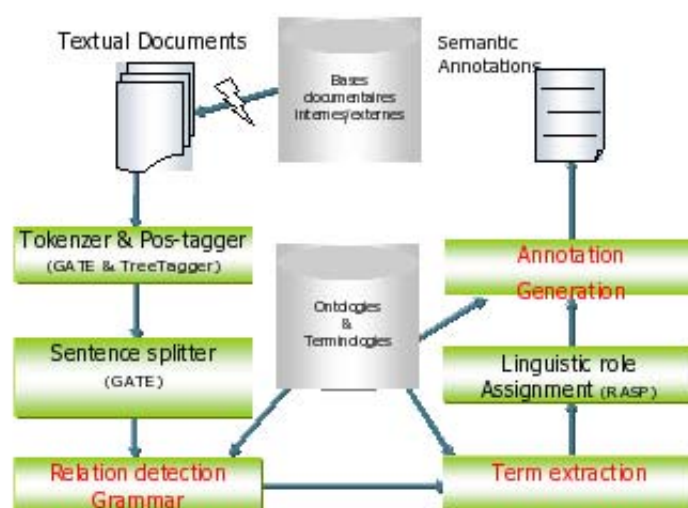 Textual Documents
Bases
documentaires
internes/externes
Semantic
Annotations
Tokenzer & Pos-tagger
(GATE & TreeTagger)
Sentence splitter
(GATE)
Relation detection
Grammar
Ontologies
&
Terminologies
Annotation
Generation
Linguistic role
Assignment (RASP)
Term extraction